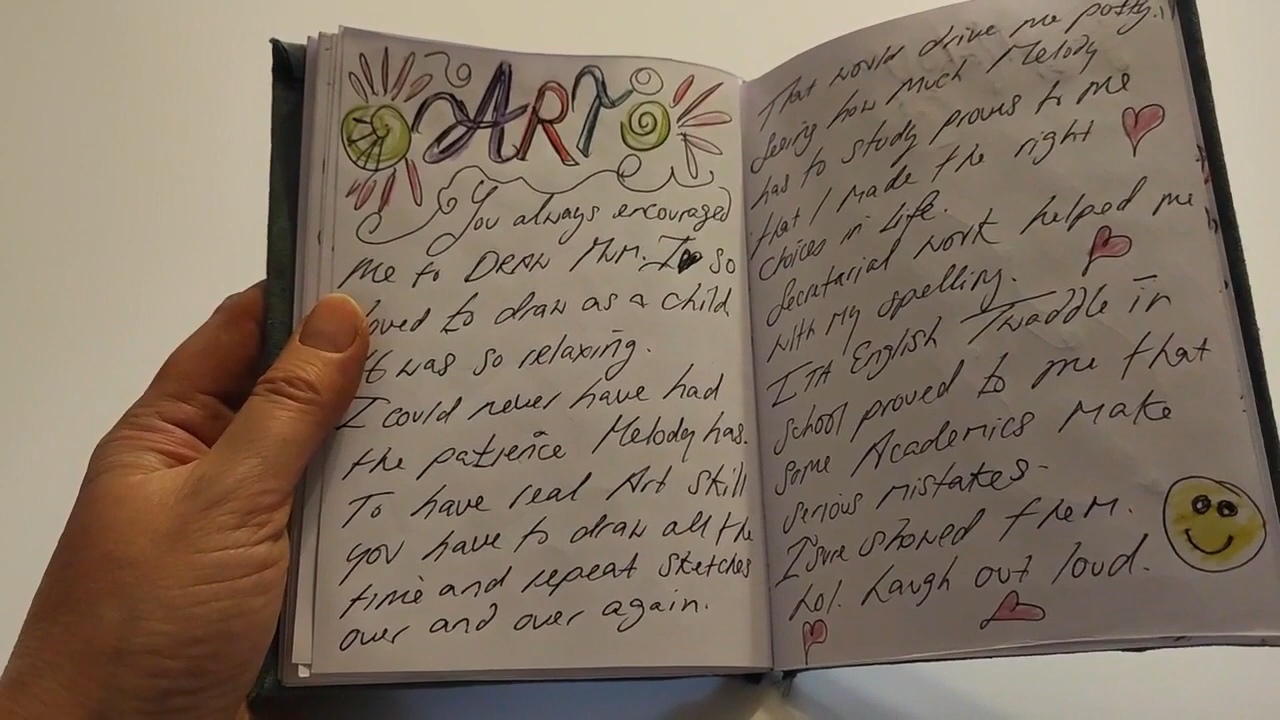 ART
You always encouraged
me to DRAW Mum. I so
loved to draw as a child
It was so relaxing.
I could never have had
the patience Melody has.
To have real Art skill
you have to draw all the
time and repeat sketches
over and over again.
That would drive me potty.
Seeing how much Melody
has to study proves to me
that I made the right
choices in Life.
Secratarial work helped me
with my spelling.
ITA English Twaddle in
school proved to me that
some Academics make
serious mistakes.
I sure showed them.
Lol. Laugh out loud.